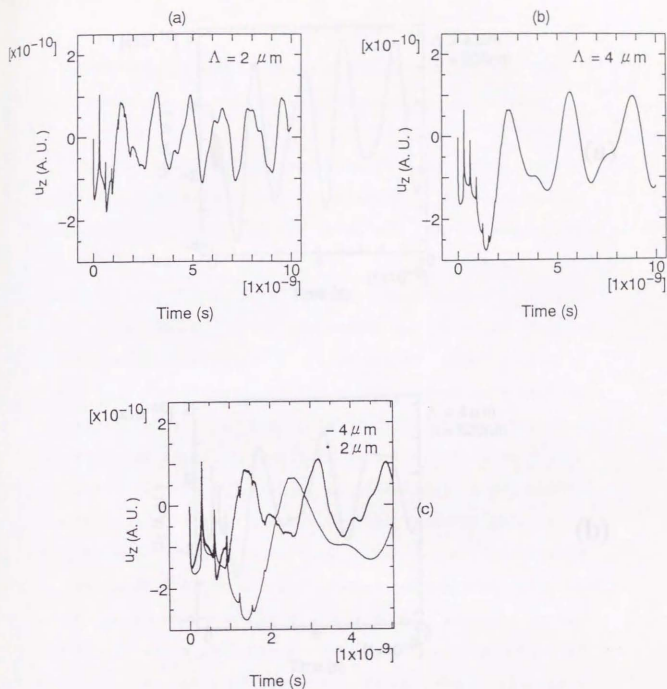 (a)
[x10-10]
Λ = 2 μm
2
0
-2
uz (A. U.)
0
5
10
[1x10-9]
Time (s)
(b)
[x10-10]
Λ = 4 μm
2
0
-2
uz (A. U.)
0
5
10
[1x10-9]
Time (s)
[x10-10]
– 4 μm
• 2 μm
2
0
-2
uz (A. U.)
(c)
0
2
4
[1x10-9]
Time (s)
(b)